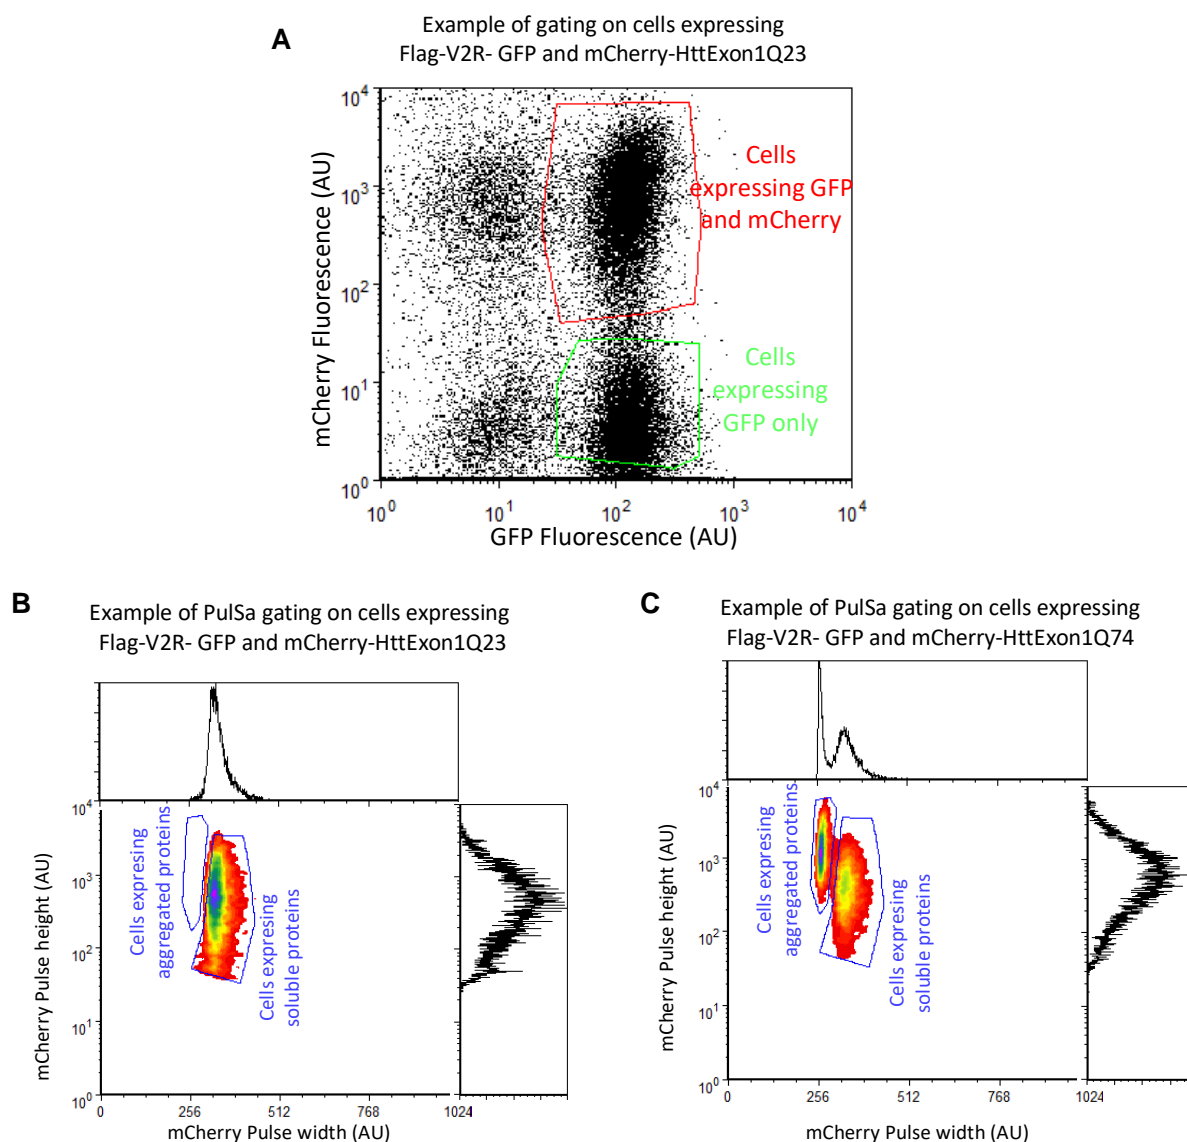 A
Example of gating on cells expressing
Flag-V2R- GFP and mCherry-HttExon1Q23
mCherry Fluorescence (AU)
10^4
10^3
10^2
10^1
10^0
Cells
expressing GFP
and mCherry
Cells
expressing
GFP only
10^0 10^1 10^2 10^3 10^4
GFP Fluorescence (AU)
B
Example of PulSa gating on cells expressing
Flag-V2R- GFP and mCherry-HttExon1Q23
mCherry Pulse height (AU)
10^4
10^3
10^2
10^1
10^0
Cells expresing
aggregated proteins
Cells expresing
soluble proteins
0 256 512 768 1024
mCherry Pulse width (AU)
C
Example of PulSa gating on cells expressing
Flag-V2R- GFP and mCherry-HttExon1Q74
mCherry Pulse height (AU)
10^4
10^3
10^2
10^1
10^0
Cells expresing
aggregated proteins
Cells expresing
soluble proteins
0 256 512 768 1024
mCherry Pulse width (AU)